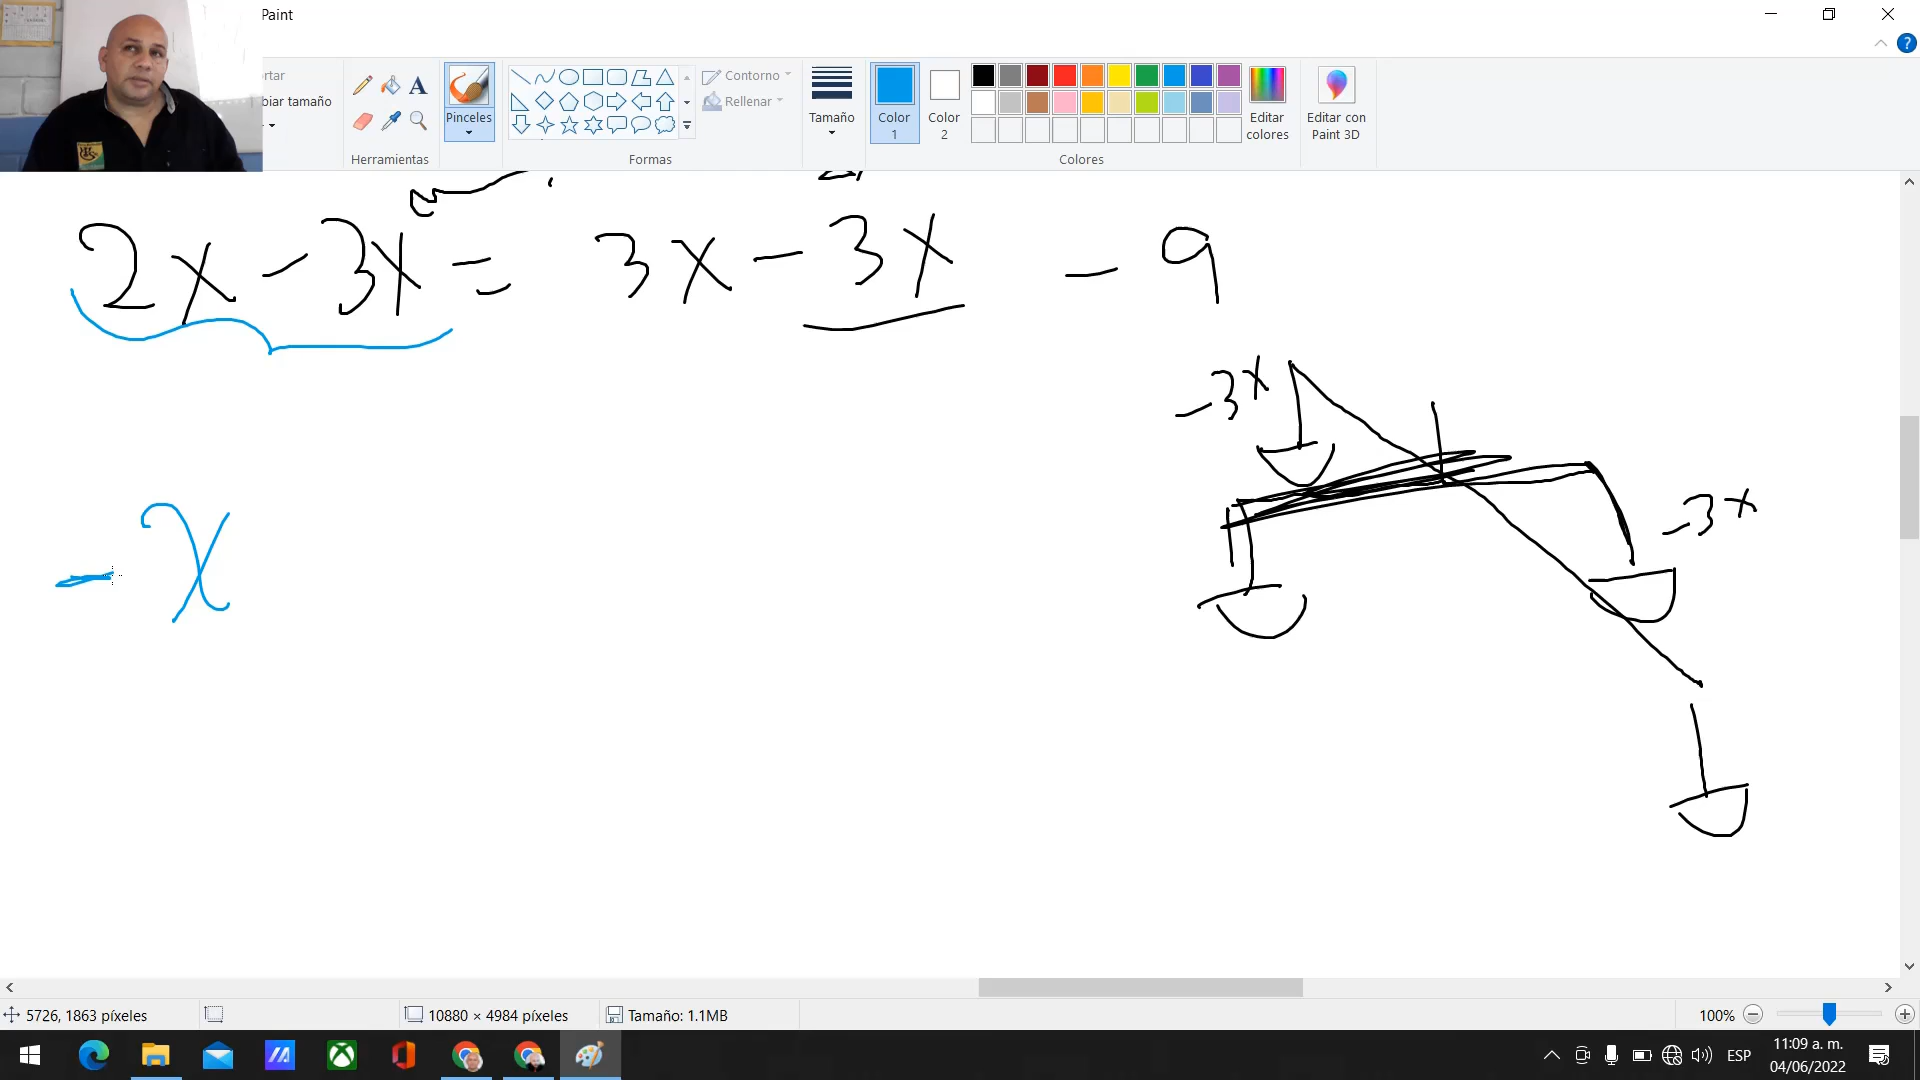 Paint
ortar
biar tamaño
Herramientas
Pinceles
Formas
Contorno
Rellenar
Tamaño
Color 1
Color 2
Editar colores
Editar con Paint 3D
Colores
2x - 3x = 3x - 3x - 9
-3x
-3x
- x
5726, 1863 píxeles
10880 × 4984 píxeles
Tamaño: 1.1MB
100%
ESP
11:09 a. m.
04/06/2022